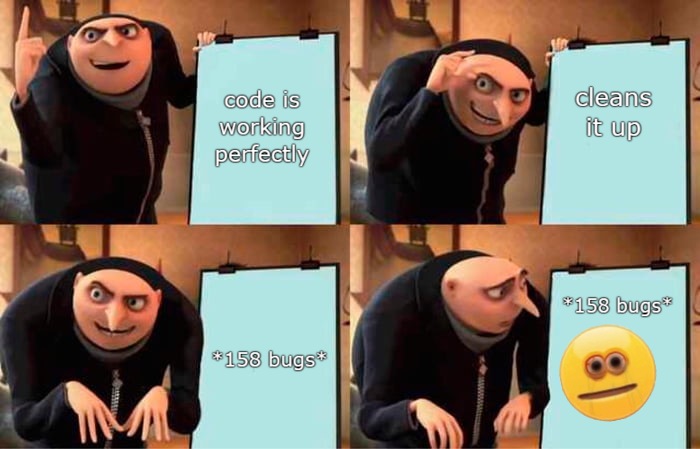 code is
working
perfectly
cleans
it up
*158 bugs*
*158 bugs*